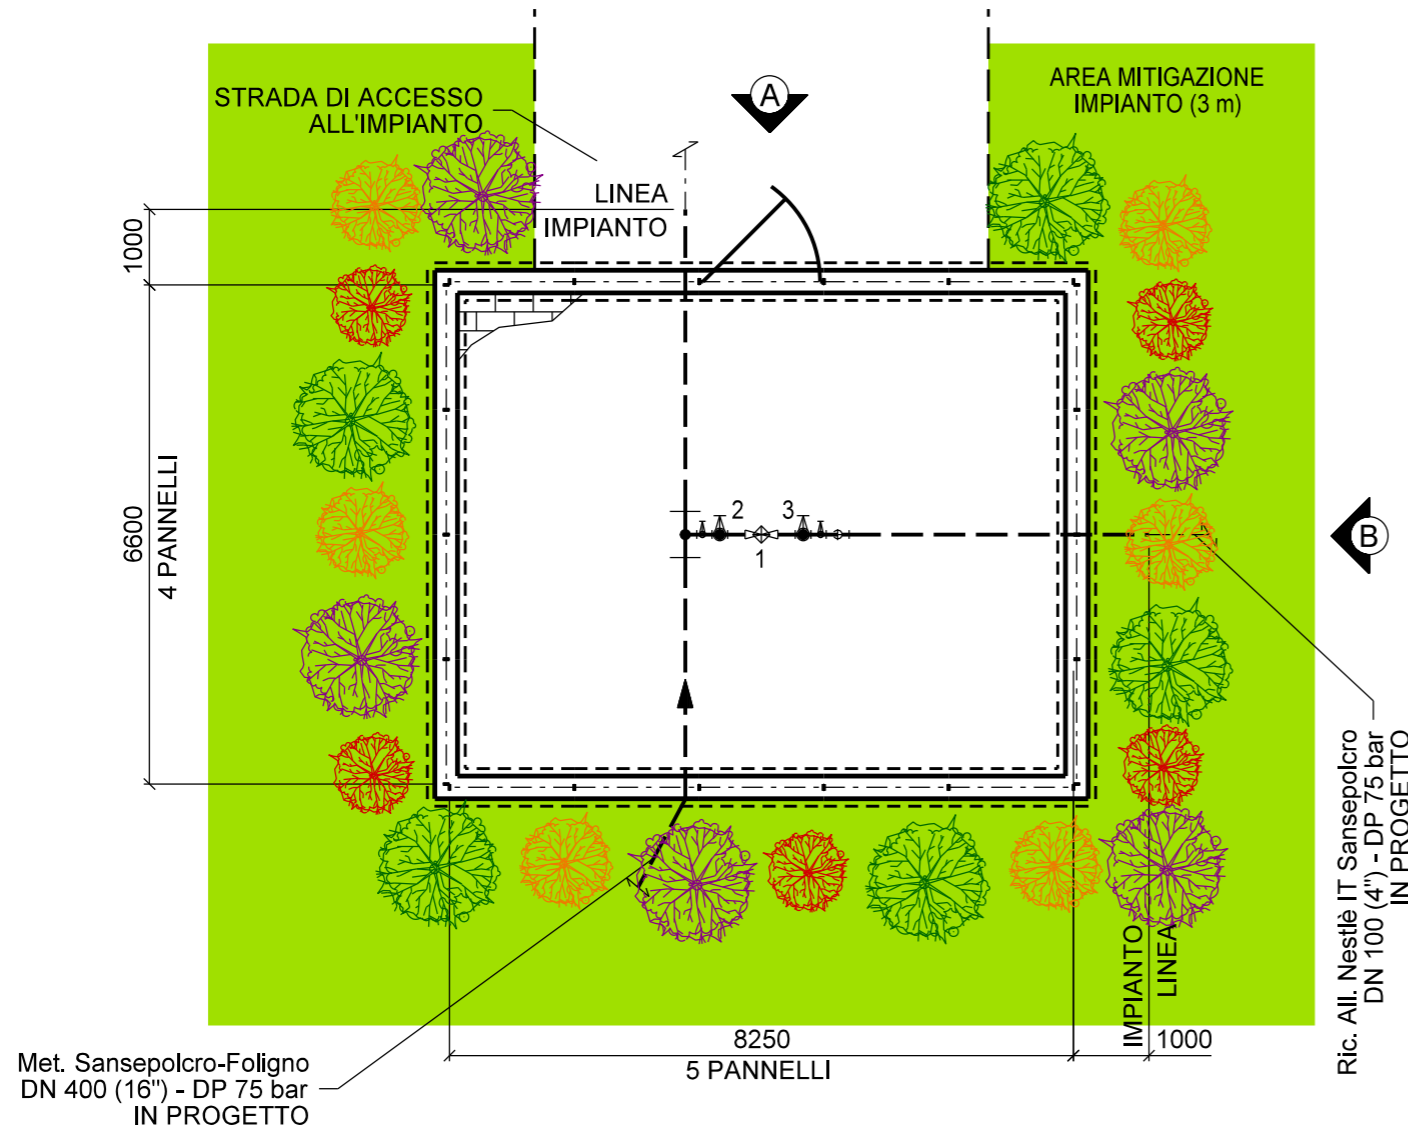 STRADA DI ACCESSO
ALL'IMPIANTO
A
AREA MITIGAZIONE
IMPIANTO (3 m)
LINEA
IMPIANTO
1000
6600
4 PANNELLI
2
3
1
B
Ric. All. Nestlè IT Sansepolcro
DN 100 (4") - DP 75 bar
IN PROGETTO
IMPIANTO
LINEA
8250
1000
5 PANNELLI
Met. Sansepolcro-Foligno
DN 400 (16") - DP 75 bar
IN PROGETTO